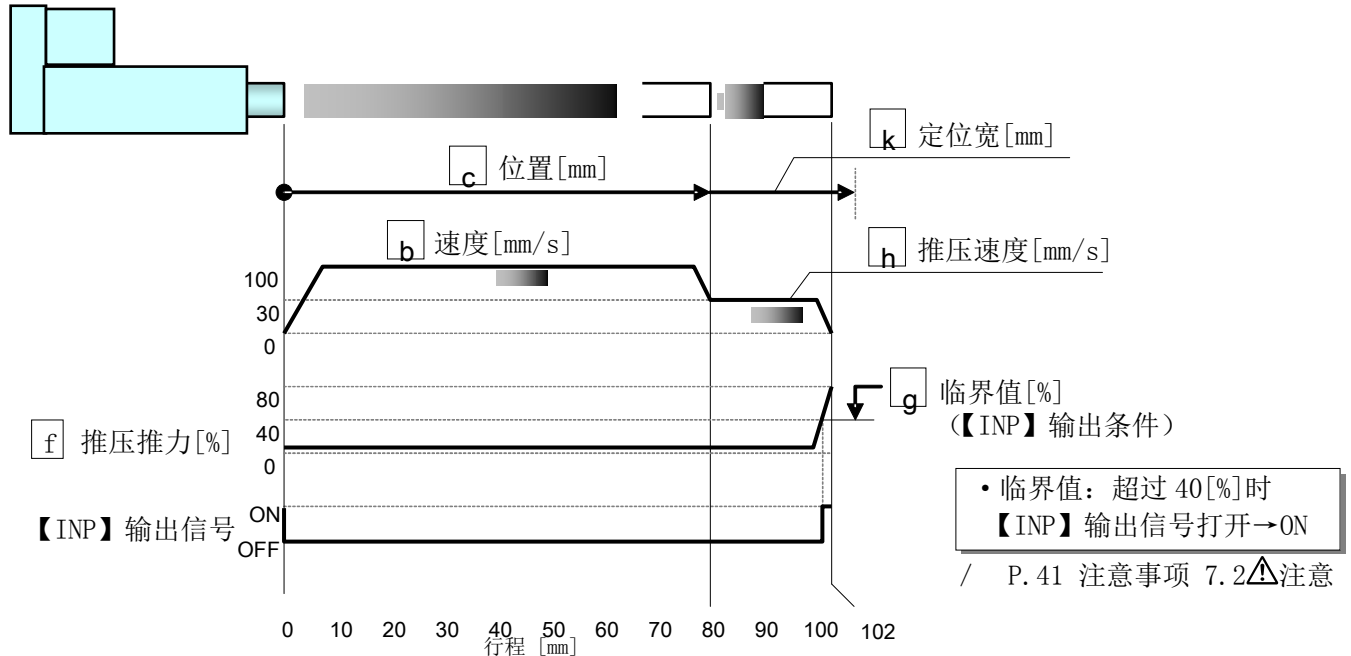 k 定位宽[mm]
c 位置[mm]
b 速度[mm/s]
h 推压速度[mm/s]
100
30
0
g 临界值[%]
(【INP】输出条件)
80
40
0
f 推压推力[%]
•临界值：超过 40[%]时
【INP】输出信号打开→ON
【INP】输出信号
ON
OFF
/ P.41 注意事项 7.2⚠注意
0 10 20 30 40 50 60 70 80 90 100 102
行程 [mm]